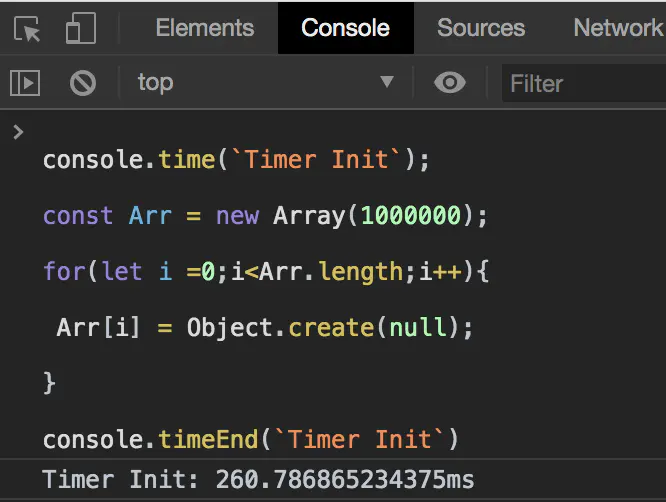 Elements Console Sources Network
top Filter
console.time(`Timer Init`);
const Arr = new Array(1000000);
for(let i =0;i<Arr.length;i++){
Arr[i] = Object.create(null);
}
console.timeEnd(`Timer Init`)
Timer Init: 260.786865234375ms